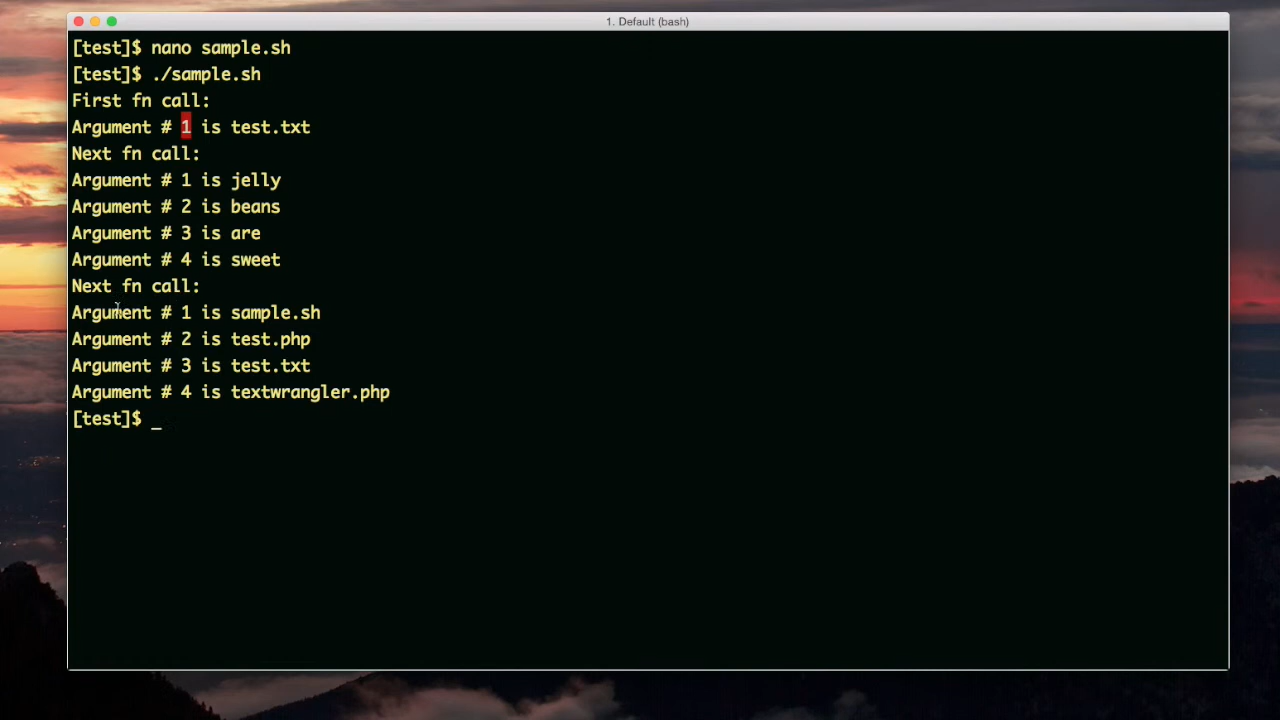 1. Default (bash)
[test]$ nano sample.sh
[test]$ ./sample.sh
First fn call:
Argument # 1 is test.txt
Next fn call:
Argument # 1 is jelly
Argument # 2 is beans
Argument # 3 is are
Argument # 4 is sweet
Next fn call:
Argument # 1 is sample.sh
Argument # 2 is test.php
Argument # 3 is test.txt
Argument # 4 is textwrangler.php
[test]$ _